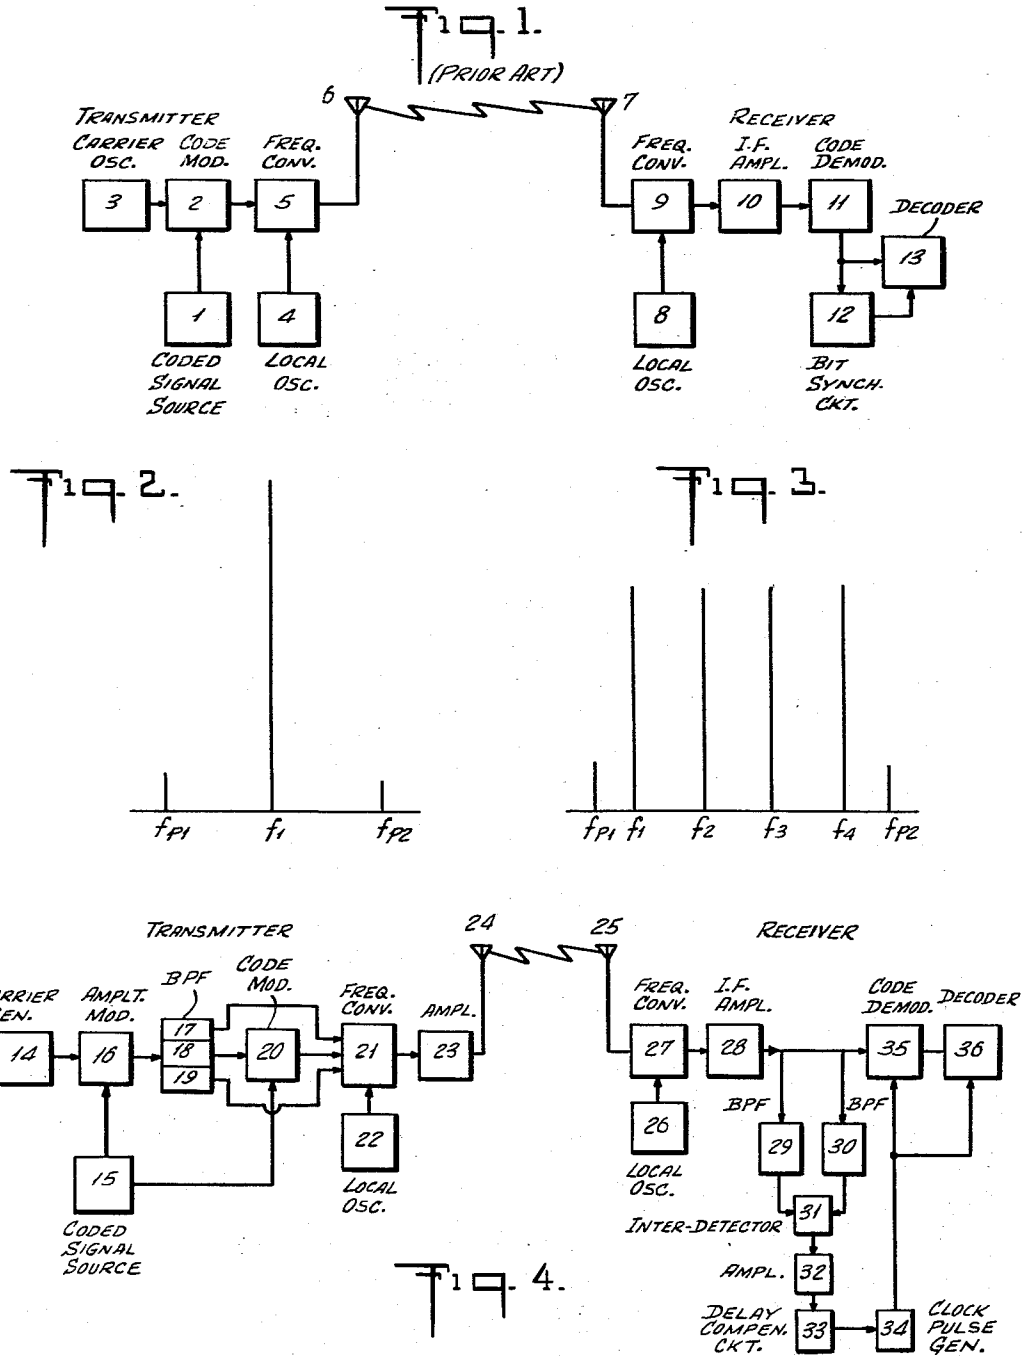 Fig. 1.
(PRIOR ART)
6
7
TRANSMITTER
RECEIVER
CARRIER OSC.
CODE MOD.
FREQ. CONV.
FREQ. CONV.
I.F. AMPL.
CODE DEMOD.
3
2
5
9
10
11
DECODER
13
1
4
8
12
CODED SIGNAL SOURCE
LOCAL OSC.
LOCAL OSC.
BIT SYNCH. CKT.
Fig. 2.
Fig. 3.
fP1 f1 fP2
fP1 f1 f2 f3 f4 fP2
TRANSMITTER
24
25
RECEIVER
ARRIER
EN.
AMPLT. MOD.
BPF
CODE MOD.
FREQ. CONV.
AMPL.
FREQ. CONV.
I.F. AMPL.
CODE DEMOD.
DECODER
14
16
17
18
19
20
21
23
27
28
35
36
15
22
26
BPF
29
BPF
30
CODED SIGNAL SOURCE
LOCAL OSC.
LOCAL OSC.
INTER-DETECTOR
31
AMPL.
32
DELAY COMPEN. CKT.
33
34
CLOCK PULSE GEN.
Fig. 4.